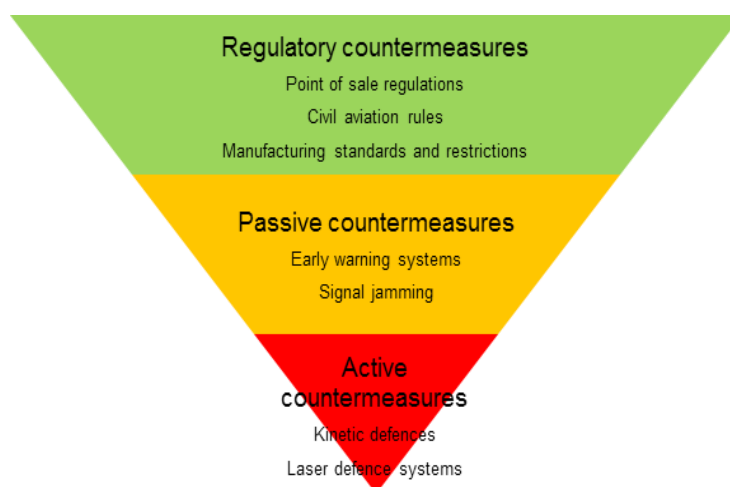 Regulatory countermeasures
Point of sale regulations
Civil aviation rules
Manufacturing standards and restrictions
Passive countermeasures
Early warning systems
Signal jamming
Active
countermeasures
Kinetic defences
Laser defence systems